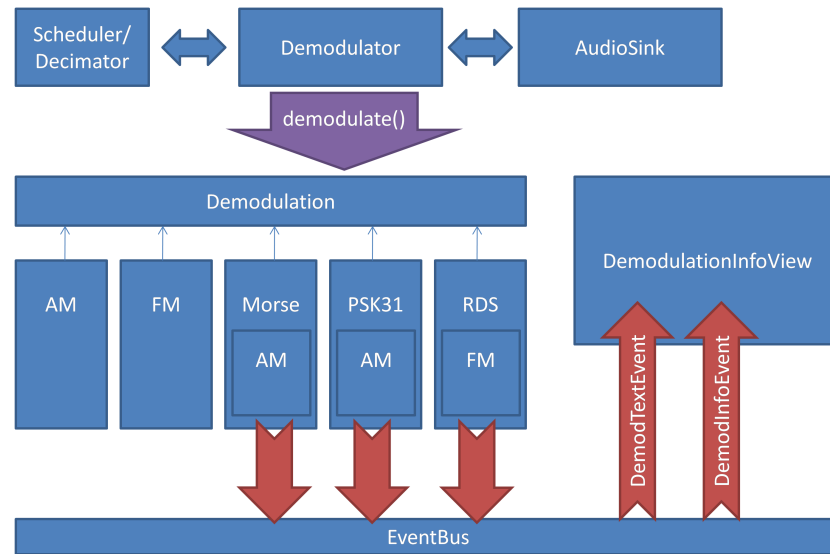 Scheduler/
Decimator
Demodulator
AudioSink
demodulate()
Demodulation
DemodulationInfoView
AM
FM
Morse
PSK31
RDS
AM
AM
FM
DemodTextEvent
DemodInfoEvent
EventBus